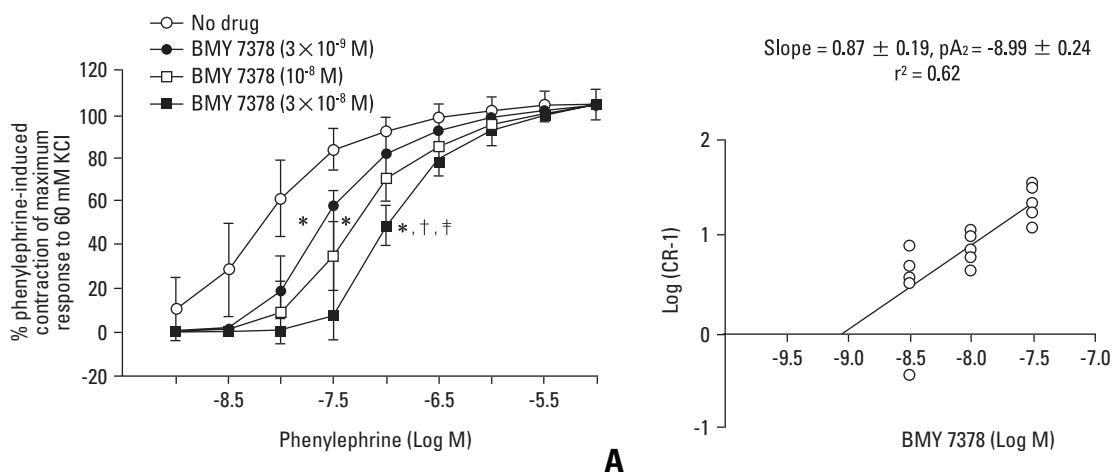 No drug
BMY 7378 (3 × 10⁻⁹ M)
BMY 7378 (10⁻⁸ M)
BMY 7378 (3 × 10⁻⁸ M)
% phenylephrine-induced
contraction of maximum
response to 60 mM KCl
120
100
80
60
40
20
0
-20
*
*
*, †, ‡
-8.5
-7.5
-6.5
-5.5
Phenylephrine (Log M)
Slope = 0.87 ± 0.19, pA₂ = -8.99 ± 0.24
r² = 0.62
Log (CR-1)
2
1
0
-1
-9.5
-9.0
-8.5
-8.0
-7.5
-7.0
BMY 7378 (Log M)
A